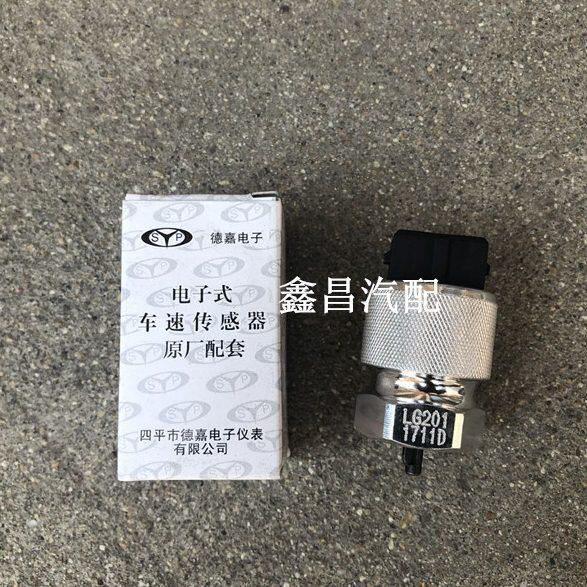 SYP 德嘉电子
电子式
车速传感器
原厂配套
四平市德嘉电子仪表
有限公司
鑫昌汽配
LG201
1711D